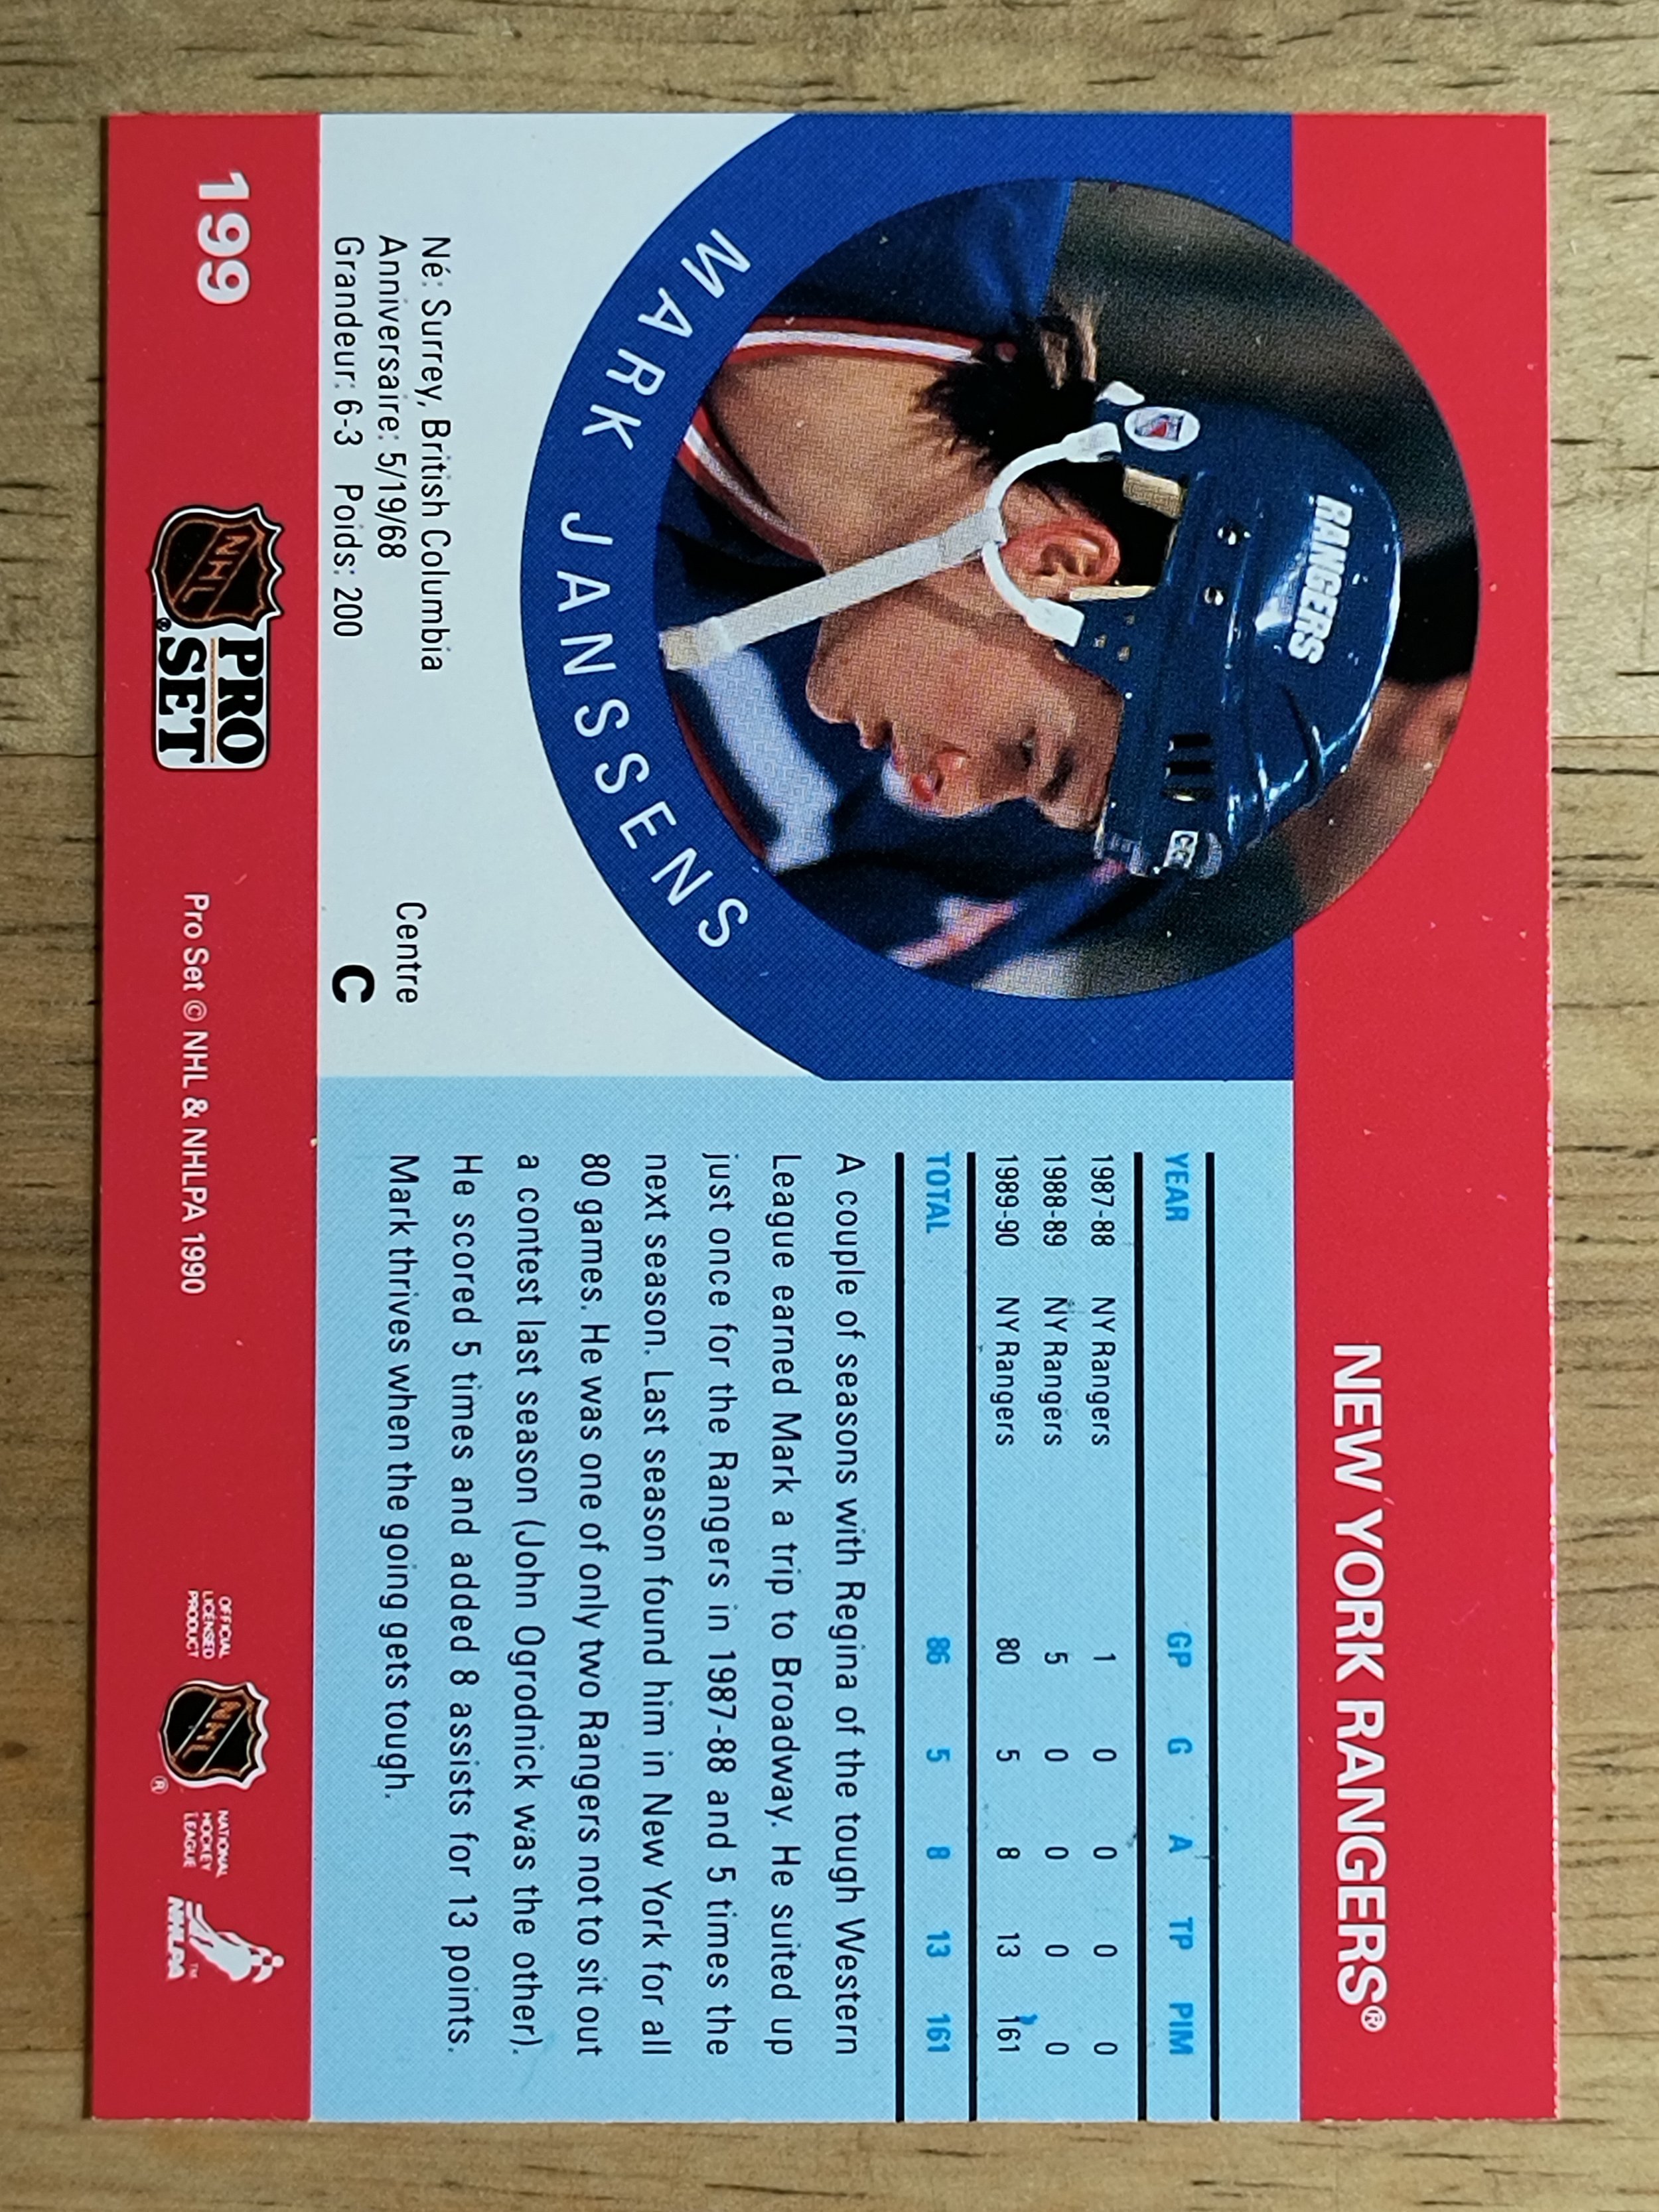 NEW YORK RANGERS®
RANGERS
CCM
MARK JANSSENS
Né: Surrey, British Columbia
Anniversaire: 5/19/68
Grandeur: 6-3 Poids: 200
Centre
C
YEAR GP G A TP PIM
1987-88 NY Rangers 1 0 0 0 0
1988-89 NY Rangers 5 0 0 0 0
1989-90 NY Rangers 80 5 8 13 161
TOTAL 86 5 8 13 161
A couple of seasons with Regina of the tough Western
League earned Mark a trip to Broadway. He suited up
just once for the Rangers in 1987-88 and 5 times the
next season. Last season found him in New York for all
80 games. He was one of only two Rangers not to sit out
a contest last season (John Ogrodnick was the other).
He scored 5 times and added 8 assists for 13 points.
Mark thrives when the going gets tough.
199
NHL
PRO
SET®
Pro Set © NHL & NHLPA 1990
OFFICIAL
LICENSED
PRODUCT
NHL ®
NATIONAL
HOCKEY
LEAGUE
NHLPA ™